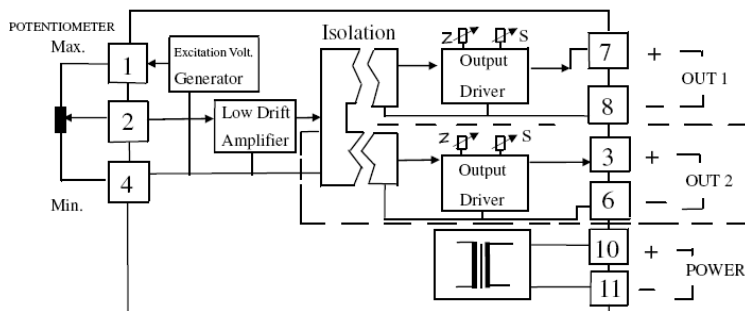 POTENTIOMETER
Max.
1
Excitation Volt.
Generator
2
Low Drift
Amplifier
4
Min.
Isolation
Z
S
Output
Driver
7
+
OUT 1
8
−
Z
S
Output
Driver
3
+
OUT 2
6
−
10
+
POWER
11
−